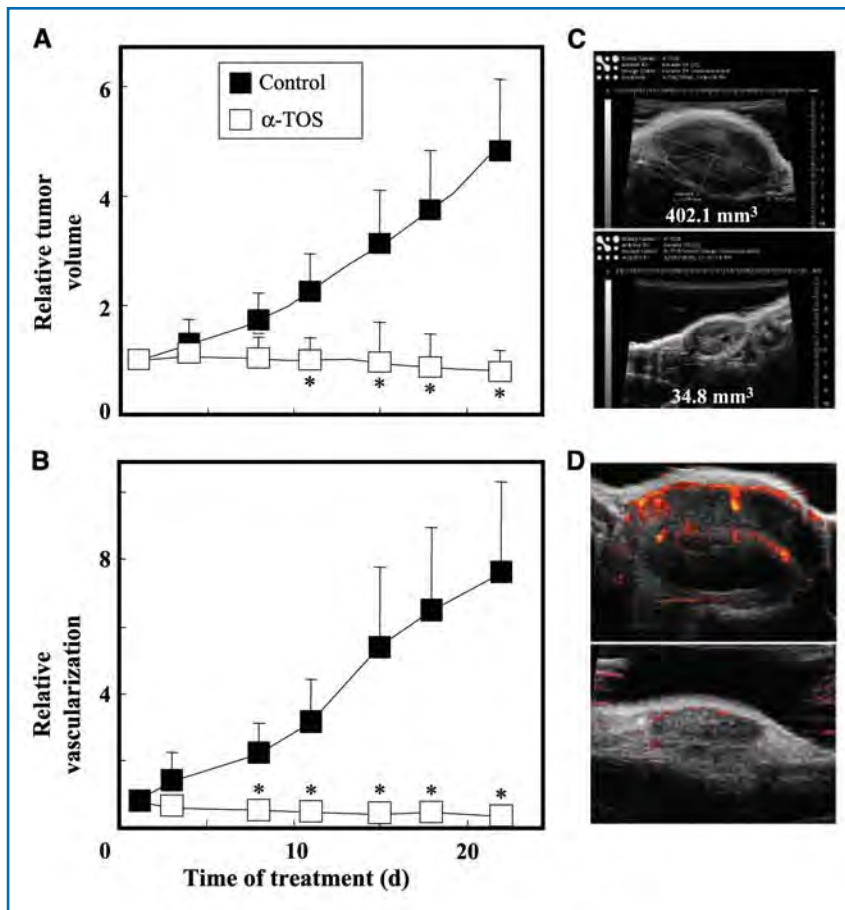 A
Relative tumor
volume
6
4
2
0
Control
α-TOS
*
*
*
*
B
Relative
vascularization
8
4
*
*
*
*
*
0
10
20
Time of treatment (d)
C
402.1 mm³
34.8 mm³
D